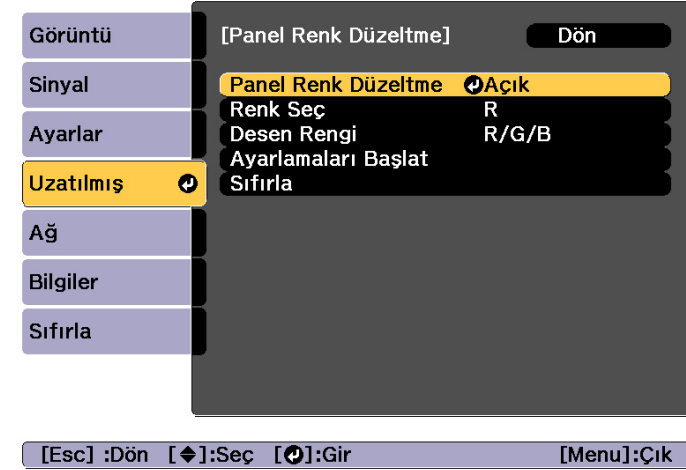 Görüntü
Sinyal
Ayarlar
Uzatılmış
Ağ
Bilgiler
Sıfırla
[Panel Renk Düzeltme] Dön
Panel Renk Düzeltme Açık
Renk Seç R
Desen Rengi R/G/B
Ayarlamaları Başlat
Sıfırla
[Esc] :Dön [◆]:Seç [↵]:Gir [Menu]:Çık